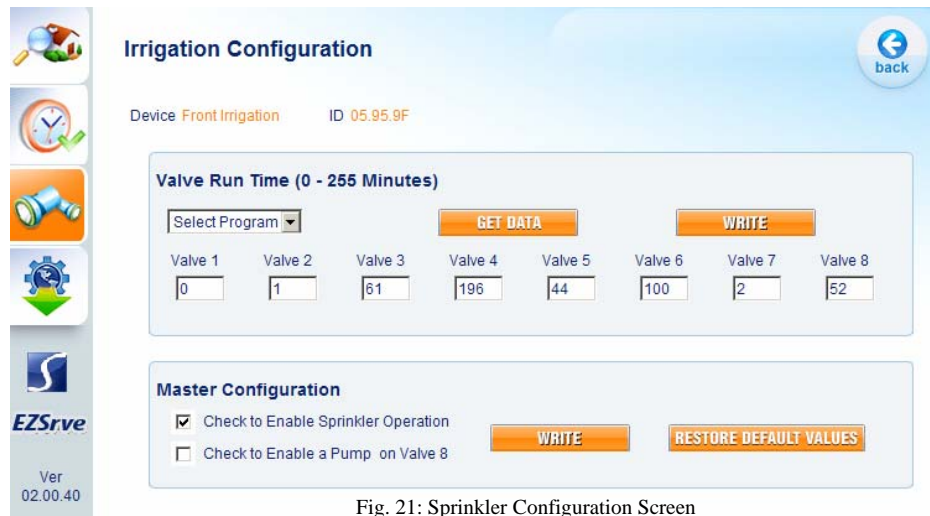 Irrigation Configuration
back
Device Front Irrigation ID 05.95.9F
Valve Run Time (0 - 255 Minutes)
Select Program GET DATA WRITE
Valve 1 Valve 2 Valve 3 Valve 4 Valve 5 Valve 6 Valve 7 Valve 8
0 1 61 196 44 100 2 52
Master Configuration
Check to Enable Sprinkler Operation
Check to Enable a Pump on Valve 8
WRITE RESTORE DEFAULT VALUES
S
EZSrve
Ver
02.00.40
Fig. 21: Sprinkler Configuration Screen